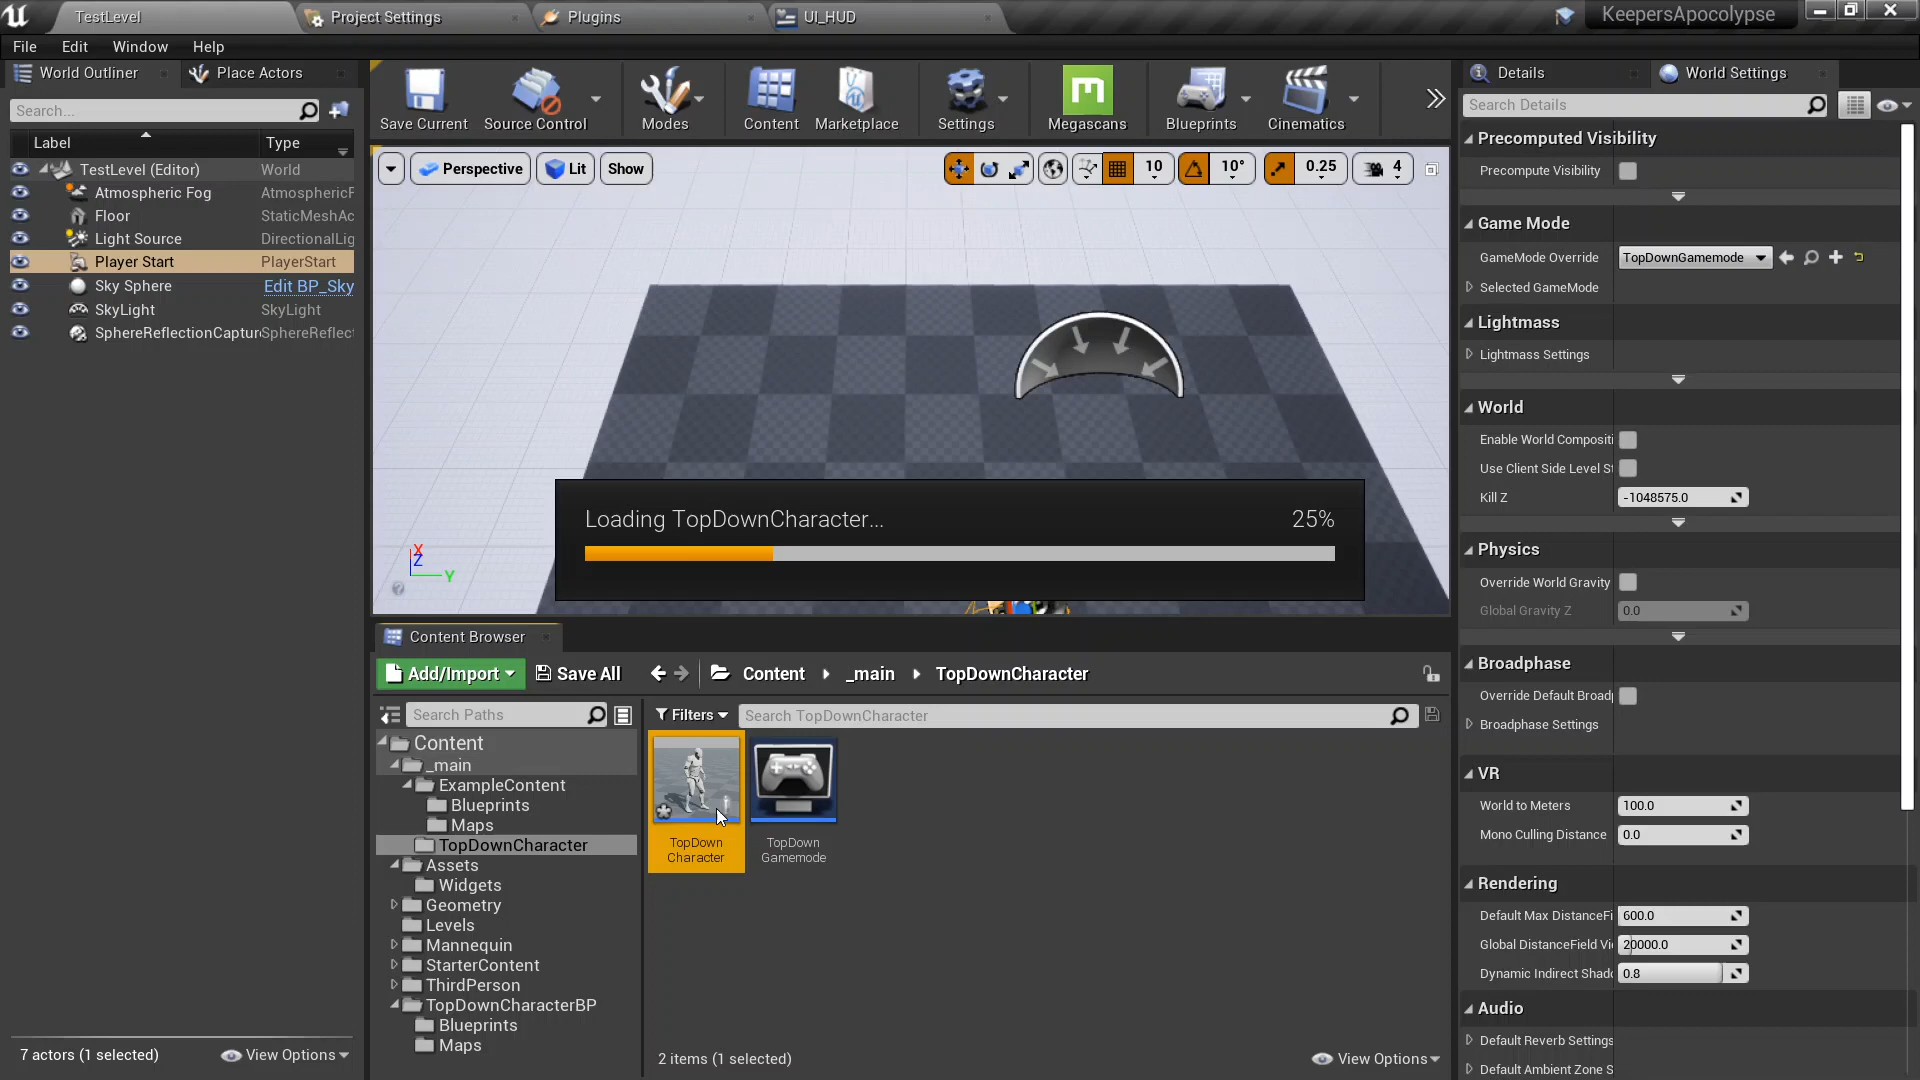 TestLevel
Project Settings
Plugins
UI_HUD
KeepersApocolypse
File Edit Window Help
World Outliner
Place Actors
Search...
Label Type
TestLevel (Editor) World
Atmospheric Fog AtmosphericF
Floor StaticMeshAc
Light Source DirectionalLig
Player Start PlayerStart
Sky Sphere Edit BP_Sky
SkyLight SkyLight
SphereReflectionCapture SphereReflect
7 actors (1 selected) View Options
Save Current
Source Control
Modes
Content
Marketplace
Settings
Megascans
Blueprints
Cinematics
Perspective
Lit
Show
10
10°
0.25
4
Loading TopDownCharacter... 25%
X
Z
Y
Content Browser
Add/Import Save All Content _main TopDownCharacter
Search Paths
Filters
Search TopDownCharacter
Content
_main
ExampleContent
Blueprints
Maps
TopDownCharacter
Assets
Widgets
Geometry
Levels
Mannequin
StarterContent
ThirdPerson
TopDownCharacterBP
Blueprints
Maps
TopDown
Character
TopDown
Gamemode
2 items (1 selected) View Options
Details
World Settings
Search Details
Precomputed Visibility
Precompute Visibility
Game Mode
GameMode Override TopDownGamemode
Selected GameMode
Lightmass
Lightmass Settings
World
Enable World Compositi
Use Client Side Level St
Kill Z -1048575.0
Physics
Override World Gravity
Global Gravity Z 0.0
Broadphase
Override Default Broadp
Broadphase Settings
VR
World to Meters 100.0
Mono Culling Distance 0.0
Rendering
Default Max DistanceFi 600.0
Global DistanceField Vi 20000.0
Dynamic Indirect Shado 0.8
Audio
Default Reverb Settings
Default Ambient Zone S